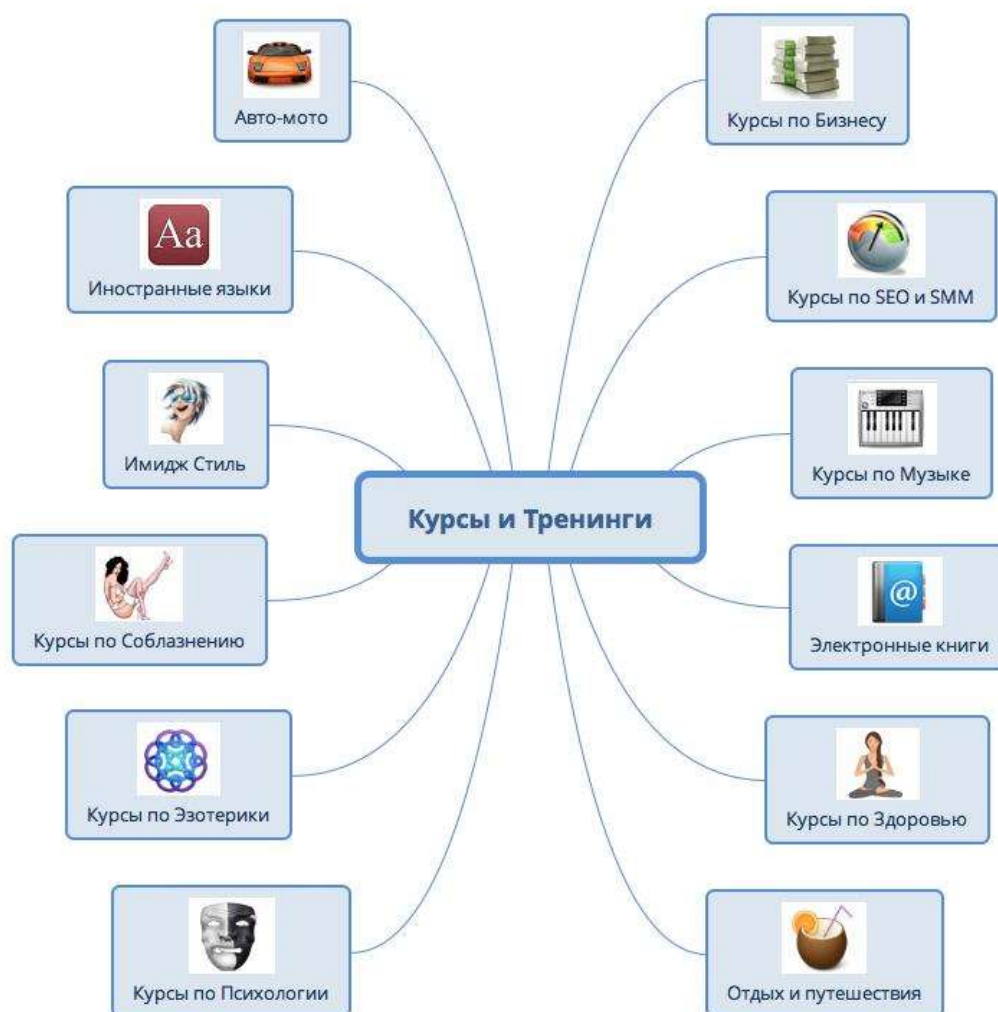 Авто-мото
Курсы по Бизнесу
Aa
Иностранные языки
Курсы по SEO и SMM
Имидж Стиль
Курсы по Музыке
Курсы и Тренинги
Курсы по Соблазнению
@
Электронные книги
Курсы по Эзотерики
Курсы по Здоровью
Курсы по Психологии
Отдых и путешествия